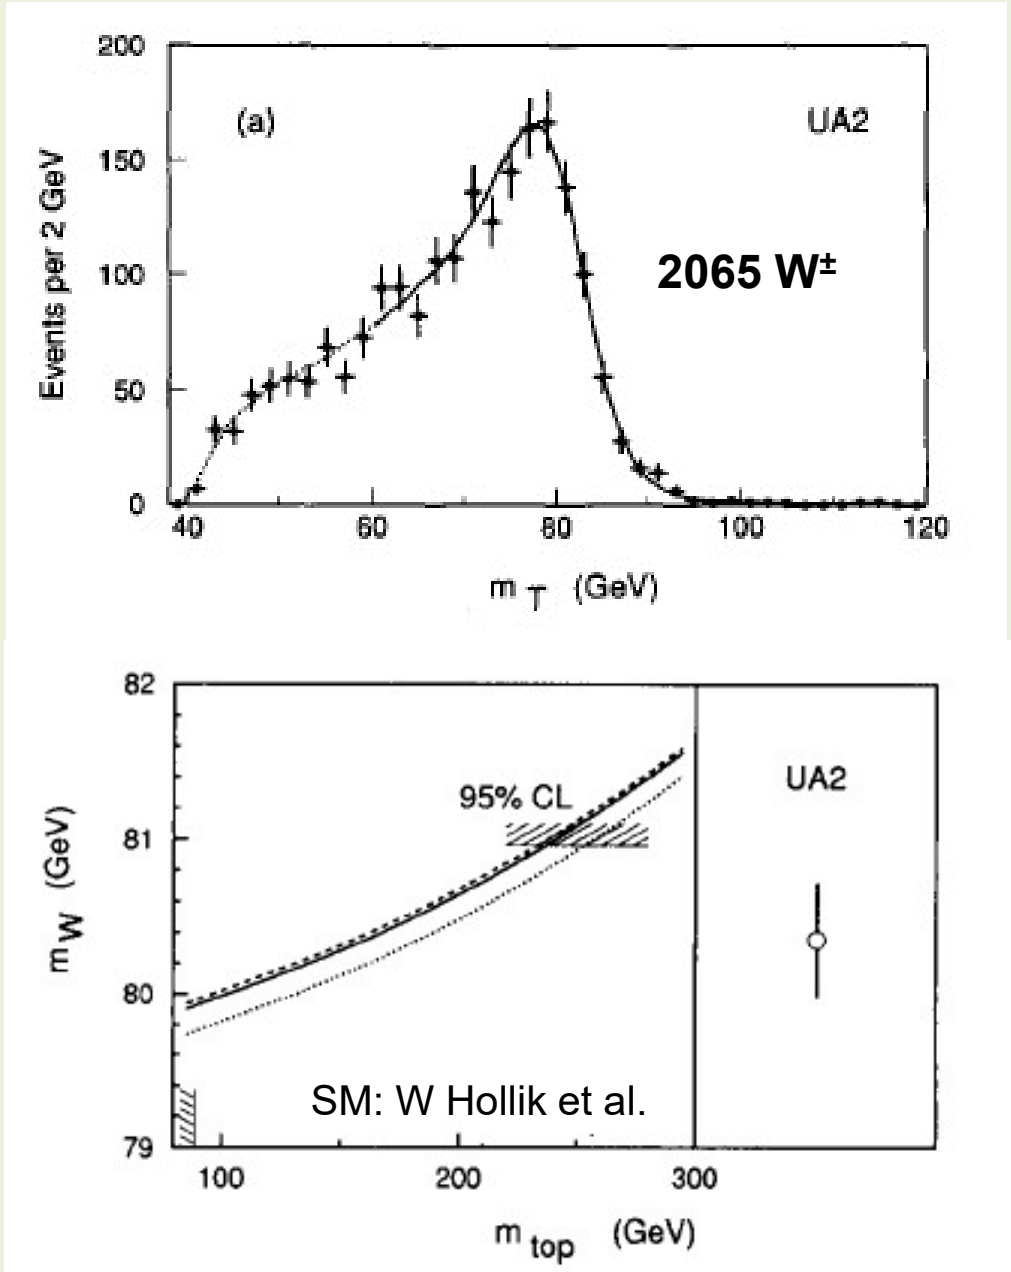 200
(a)
UA2
150
Events per 2 GeV
2065 W±
100
50
0
40 60 80 100 120
m T (GeV)
82
UA2
95% CL
81
m W (GeV)
80
SM: W Hollik et al.
79
100 200 300
m top (GeV)